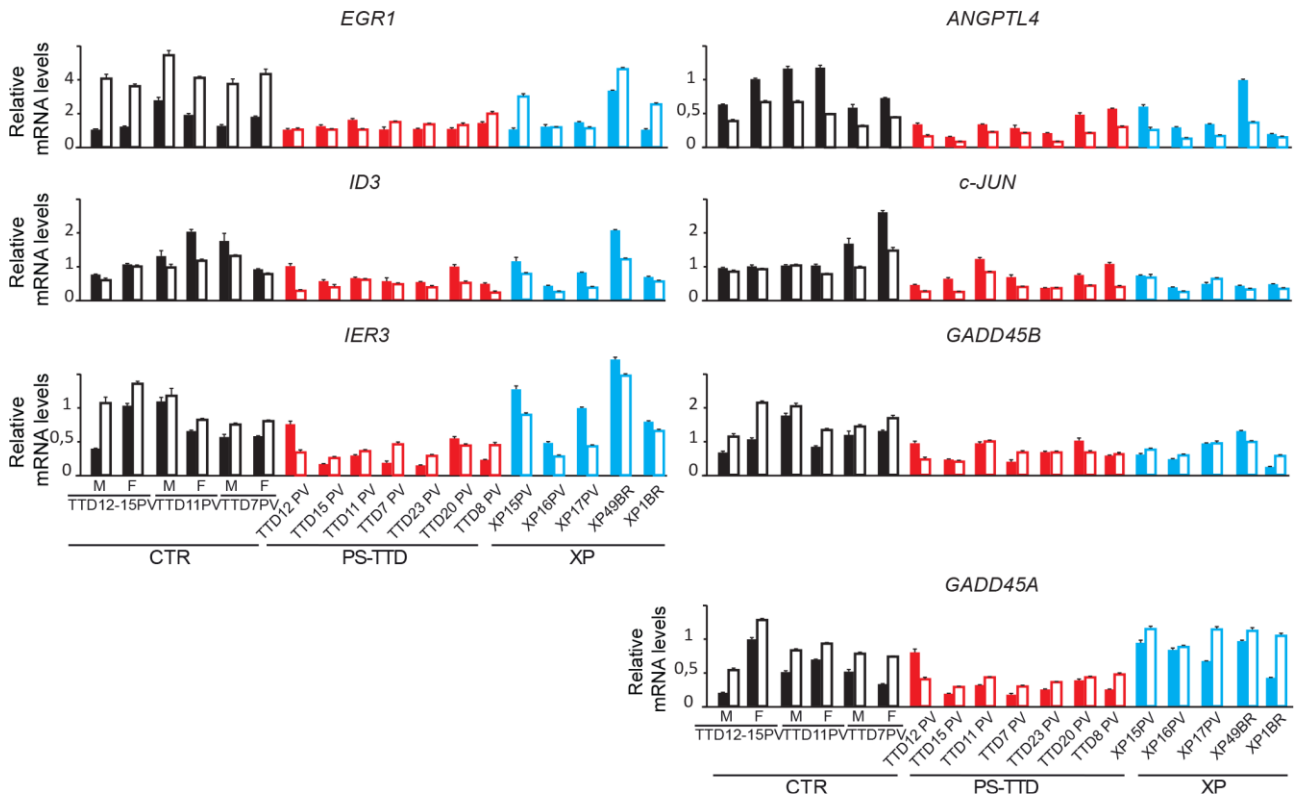 EGR1
Relative
mRNA levels
4
2
0
ANGPTL4
1
0,5
0
ID3
Relative
mRNA levels
2
1
0
c-JUN
2
1
0
IER3
Relative
mRNA levels
1
0,5
0
M F M F M F
TTD12-15PV TTD11PV TTD7PV
TTD12 PV
TTD15 PV
TTD11 PV
TTD7 PV
TTD23 PV
TTD20 PV
TTD8 PV
XP15PV
XP16PV
XP17PV
XP49BR
XP1BR
CTR PS-TTD XP
GADD45B
2
1
0
GADD45A
Relative
mRNA levels
1
0,5
0
M F M F M F
TTD12-15PV TTD11PV TTD7PV
TTD12 PV
TTD15 PV
TTD11 PV
TTD7 PV
TTD23 PV
TTD20 PV
TTD8 PV
XP15PV
XP16PV
XP17PV
XP49BR
XP1BR
CTR PS-TTD XP